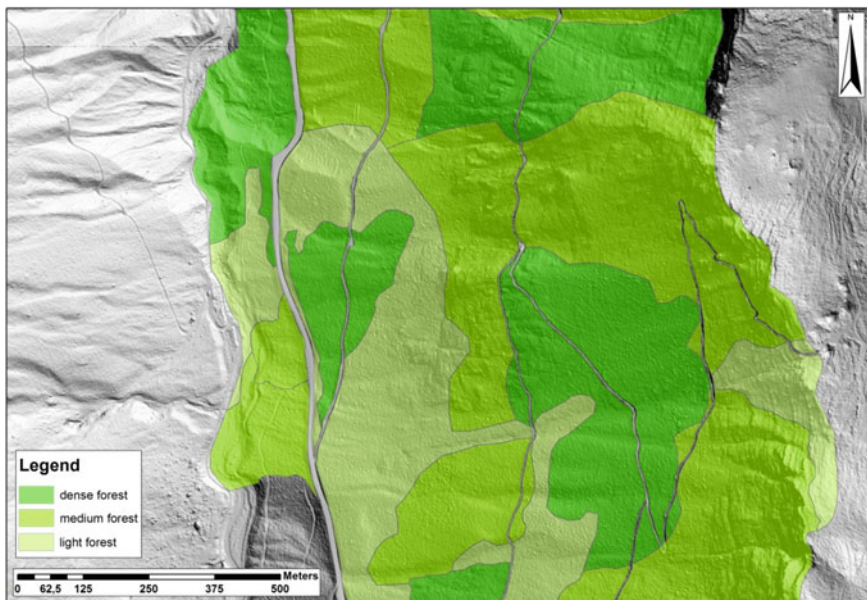 N
Legend
dense forest
medium forest
light forest
Meters
0 62,5 125 250 375 500